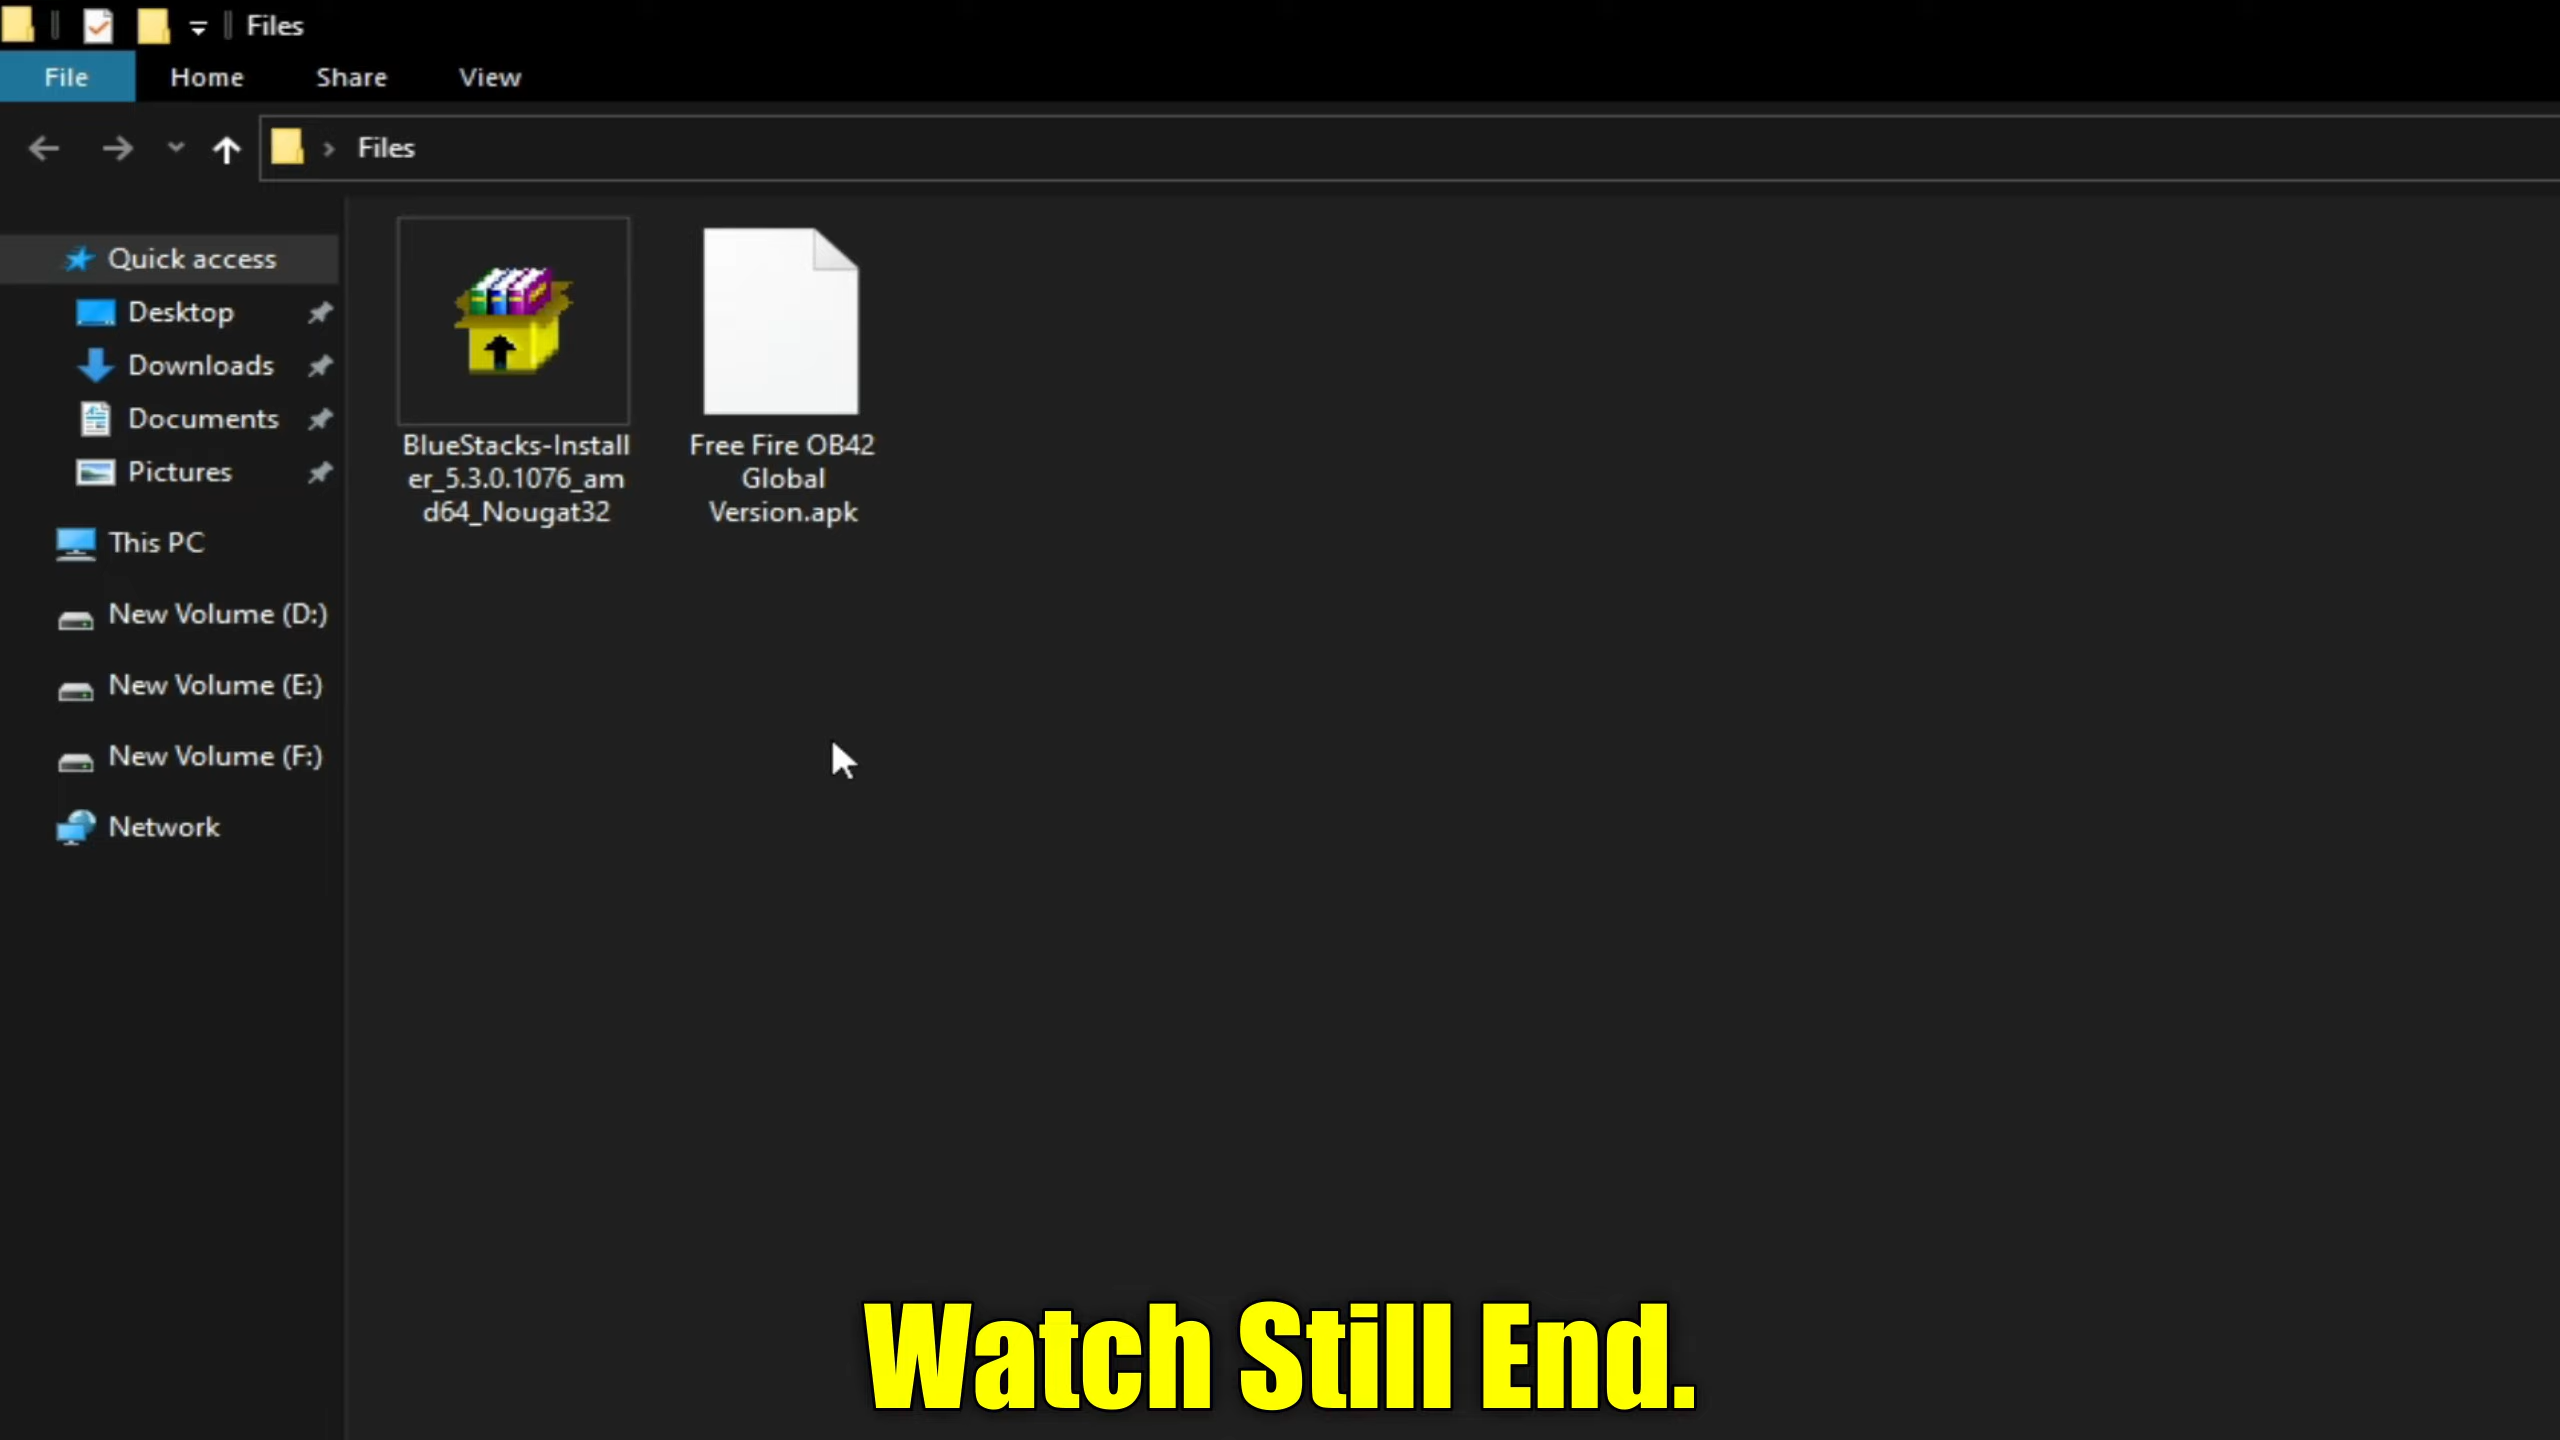 Files
File Home Share View
Files
Quick access
Desktop
Downloads
Documents
Pictures
This PC
New Volume (D:)
New Volume (E:)
New Volume (F:)
Network
BlueStacks-Install
er_5.3.0.1076_am
d64_Nougat32
Free Fire OB42
Global
Version.apk
Watch Still End.